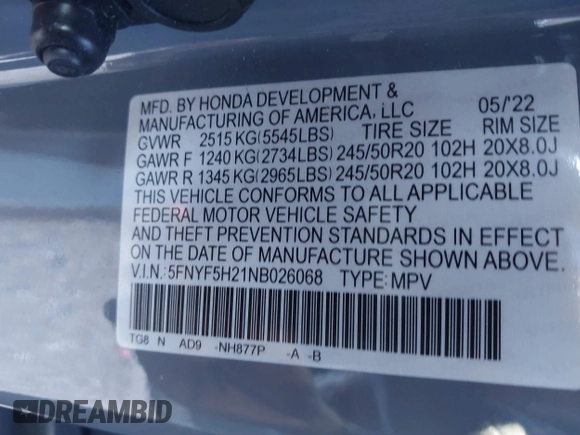 MFD. BY HONDA DEVELOPMENT &
MANUFACTURING OF AMERICA, LLC 05/'22
GVWR 2515 KG(5545LBS) TIRE SIZE RIM SIZE
GAWR F 1240 KG(2734LBS) 245/50R20 102H 20X8.0J
GAWR R 1345 KG(2965LBS) 245/50R20 102H 20X8.0J
THIS VEHICLE CONFORMS TO ALL APPLICABLE
FEDERAL MOTOR VEHICLE SAFETY
AND THEFT PREVENTION STANDARDS IN EFFECT
ON THE DATE OF MANUFACTURE SHOWN ABOVE.
V.I.N.: 5FNYF5H21NB026068 TYPE: MPV
TG8 N AD9 -NH877P -A -B
DREAMBID